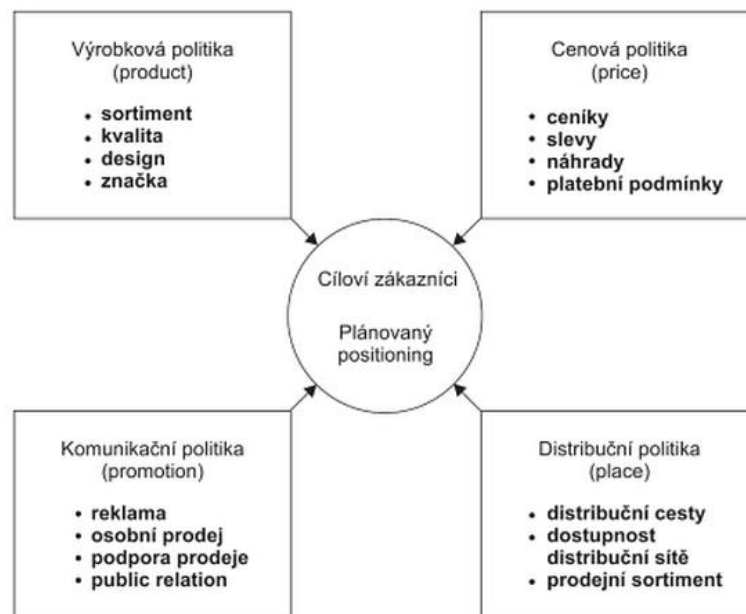 Výrobková politika
(product)
• sortiment
• kvalita
• design
• značka
Cenová politika
(price)
• ceníky
• slevy
• náhrady
• platební podmínky
Cíloví zákazníci
Plánovaný
positioning
Komunikační politika
(promotion)
• reklama
• osobní prodej
• podpora prodeje
• public relation
Distribuční politika
(place)
• distribuční cesty
• dostupnost
distribuční sítě
• prodejní sortiment